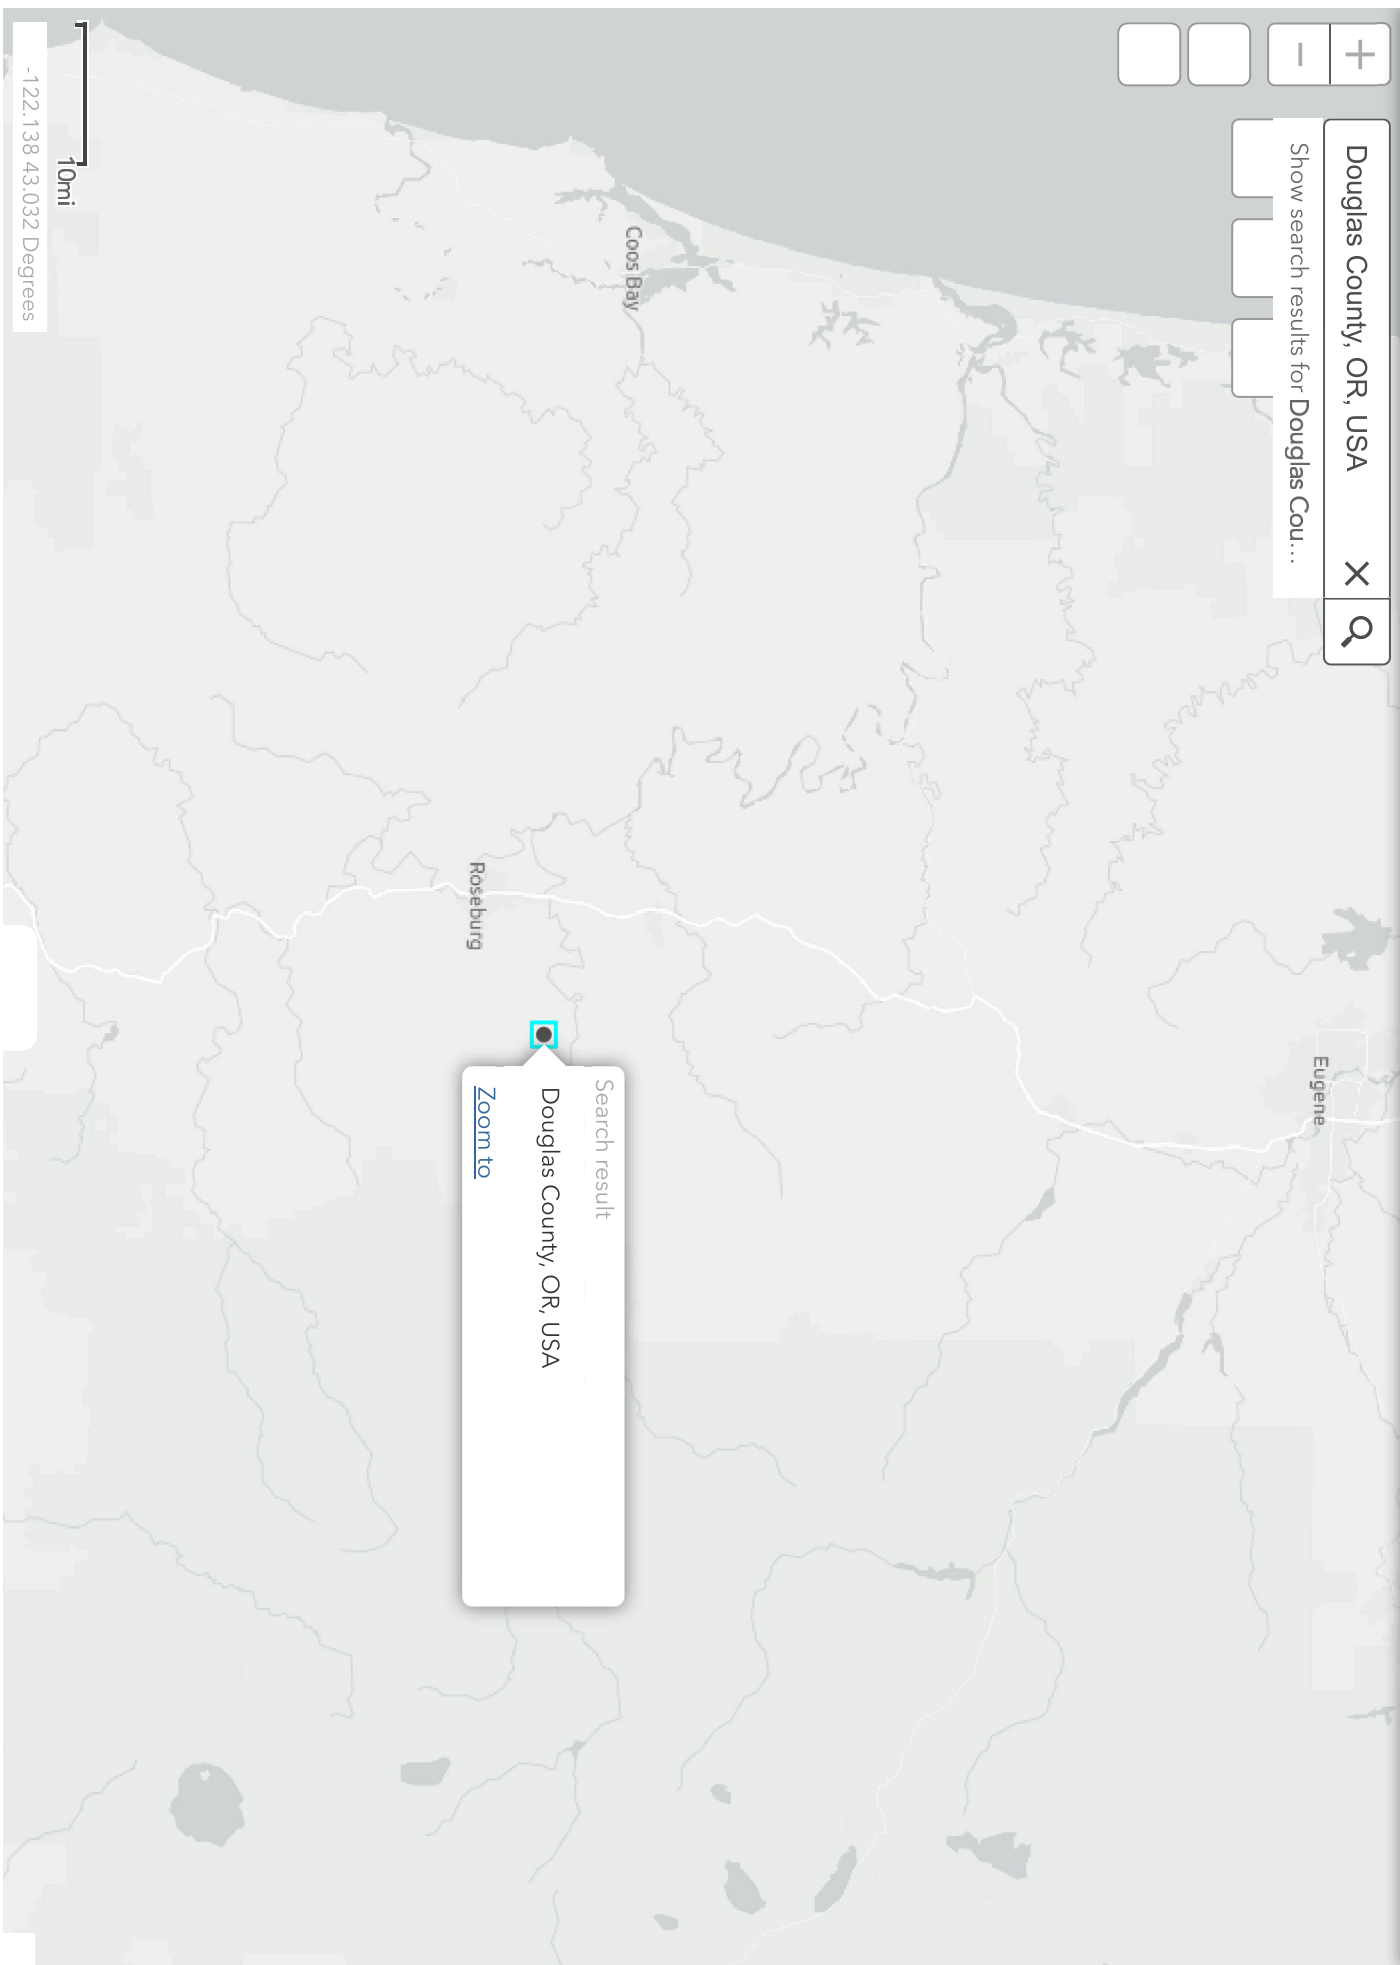 +
−
Douglas County, OR, USA
Show search results for Douglas Cou...
Eugene
Coos Bay
Search result
Douglas County, OR, USA
Zoom to
Roseburg
10mi
-122.138 43.032 Degrees